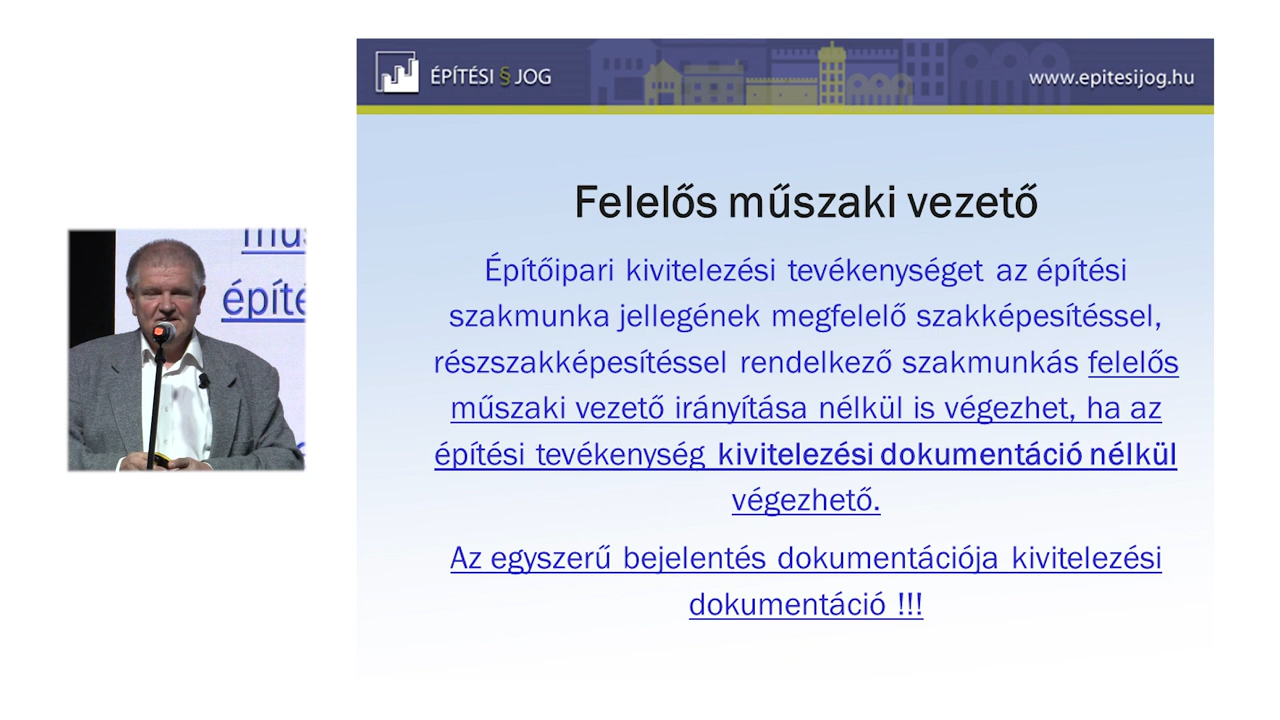 ÉPÍTÉSI § JOG
www.epitesijog.hu
Felelős műszaki vezető
Építőipari kivitelezési tevékenységet az építési
szakmunka jellegének megfelelő szakképesítéssel,
részszakképesítéssel rendelkező szakmunkás felelős
műszaki vezető irányítása nélkül is végezhet, ha az
építési tevékenység kivitelezési dokumentáció nélkül
végezhető.
Az egyszerű bejelentés dokumentációja kivitelezési
dokumentáció !!!
műs
építé